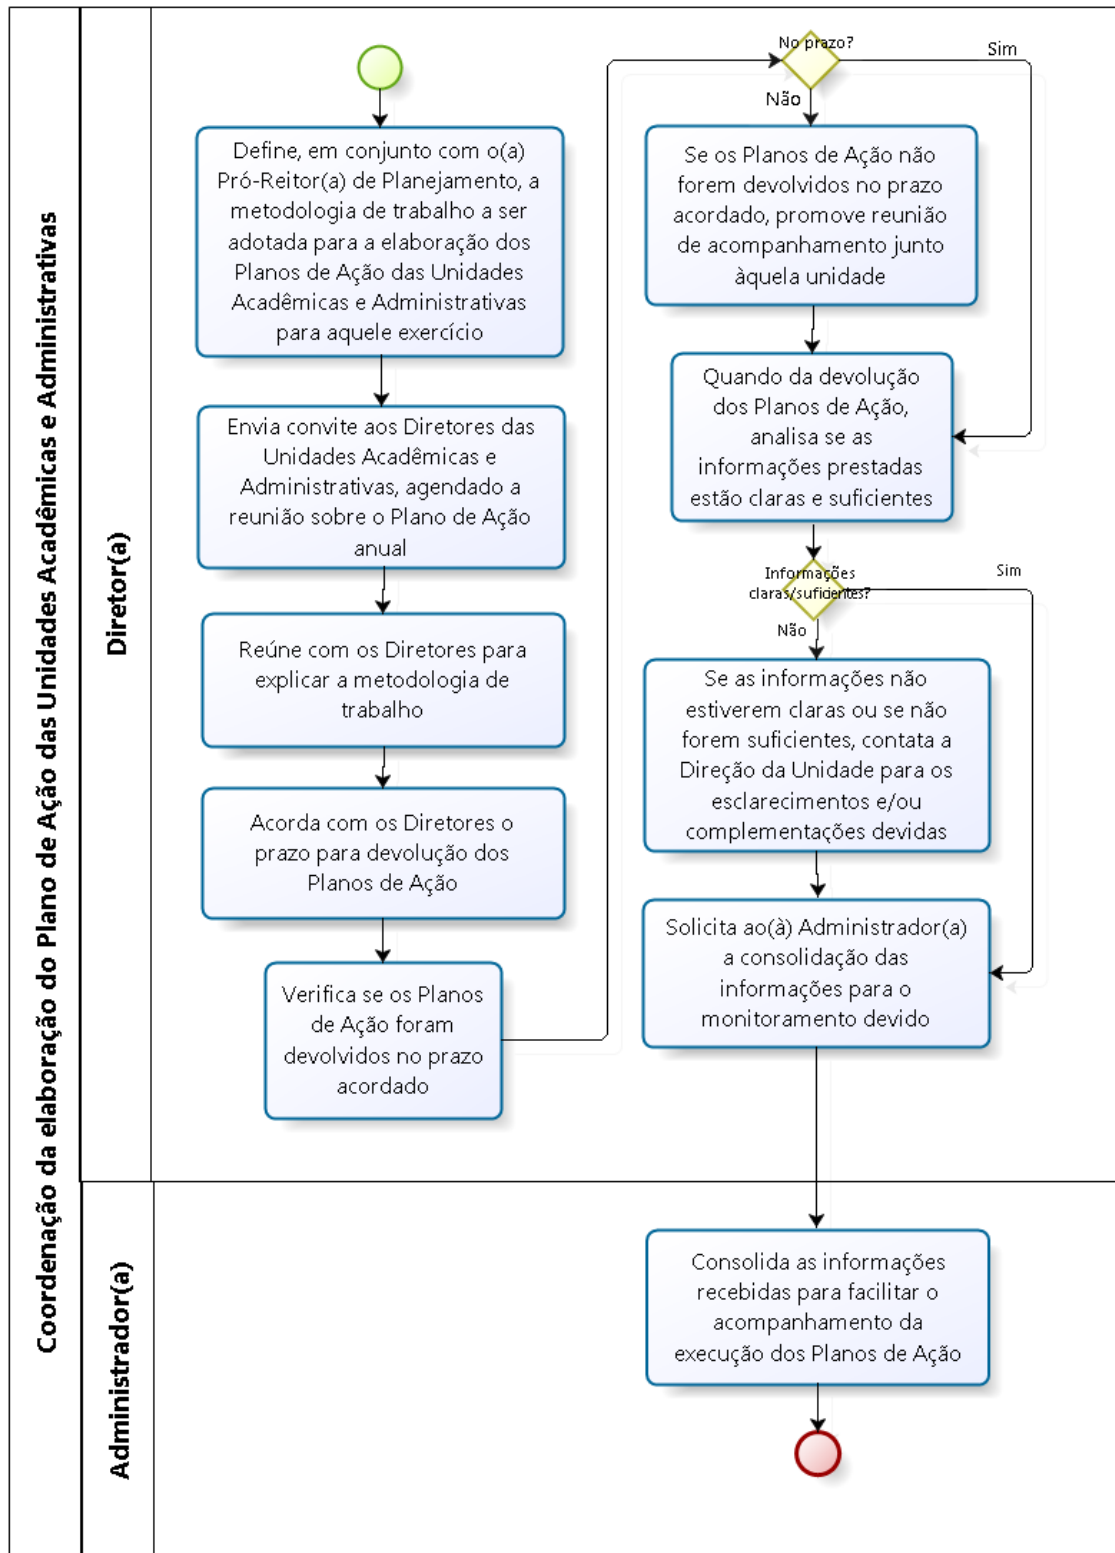 Coordenação da elaboração do Plano de Ação das Unidades Acadêmicas e Administrativas
Diretor(a)
Define, em conjunto com o(a)
Pró-Reitor(a) de Planejamento, a
metodologia de trabalho a ser
adotada para a elaboração dos
Planos de Ação das Unidades
Acadêmicas e Administrativas
para aquele exercício
Envia convite aos Diretores das
Unidades Acadêmicas e
Administrativas, agendado a
reunião sobre o Plano de Ação
anual
Reúne com os Diretores para
explicar a metodologia de
trabalho
Acorda com os Diretores o
prazo para devolução dos
Planos de Ação
Verifica se os Planos
de Ação foram
devolvidos no prazo
acordado
No prazo?
Sim
Não
Se os Planos de Ação não
forem devolvidos no prazo
acordado, promove reunião
de acompanhamento junto
àquela unidade
Quando da devolução
dos Planos de Ação,
analisa se as
informações prestadas
estão claras e suficientes
Informações
claras/suficientes?
Sim
Não
Se as informações não
estiverem claras ou se não
forem suficientes, contata a
Direção da Unidade para os
esclarecimentos e/ou
complementações devidas
Solicita ao(à) Administrador(a)
a consolidação das
informações para o
monitoramento devido
Administrador(a)
Consolida as informações
recebidas para facilitar o
acompanhamento da
execução dos Planos de Ação